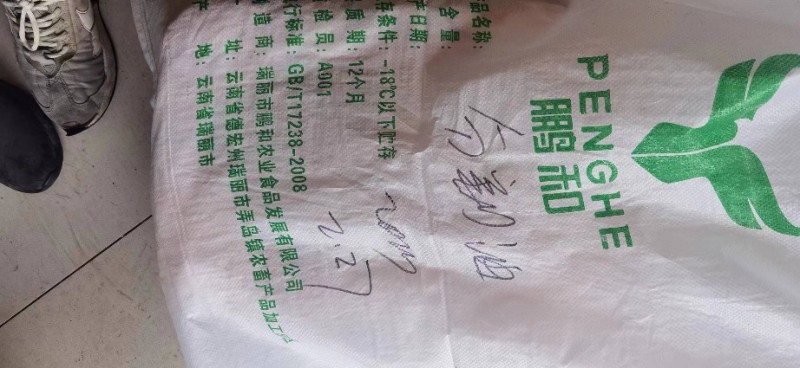 PENGHE
鹏和
品名称：
含量：
产日期：
存条件：-18℃以下贮存
质期：12个月
检员：A001
行标准：GB/T17238-2008
造商：瑞丽市鹏和农业食品发展有限公司
址：云南省德宏州瑞丽市弄岛镇农畜产品加工
地：云南省瑞丽市
2.27